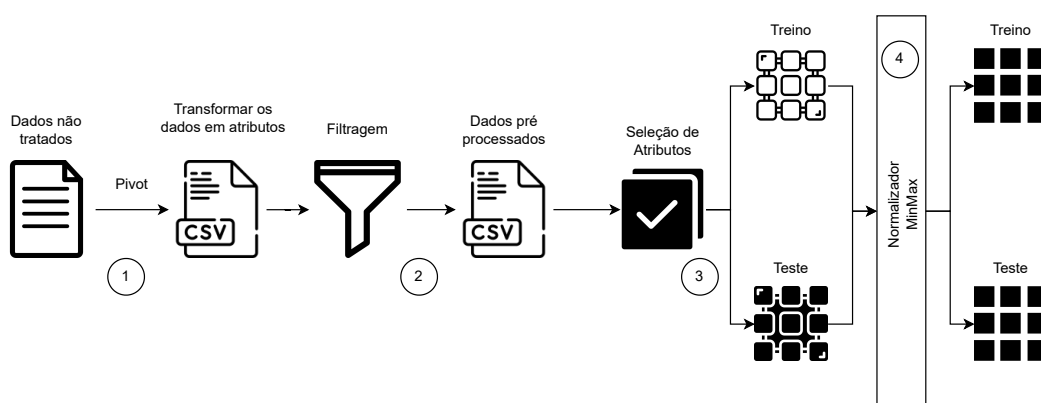 Dados não
tratados
Pivot
1
Transformar os
dados em atributos
CSV
Filtragem
2
Dados pré
processados
CSV
Seleção de
Atributos
3
Treino
Teste
4
Normalizador
MinMax
Treino
Teste